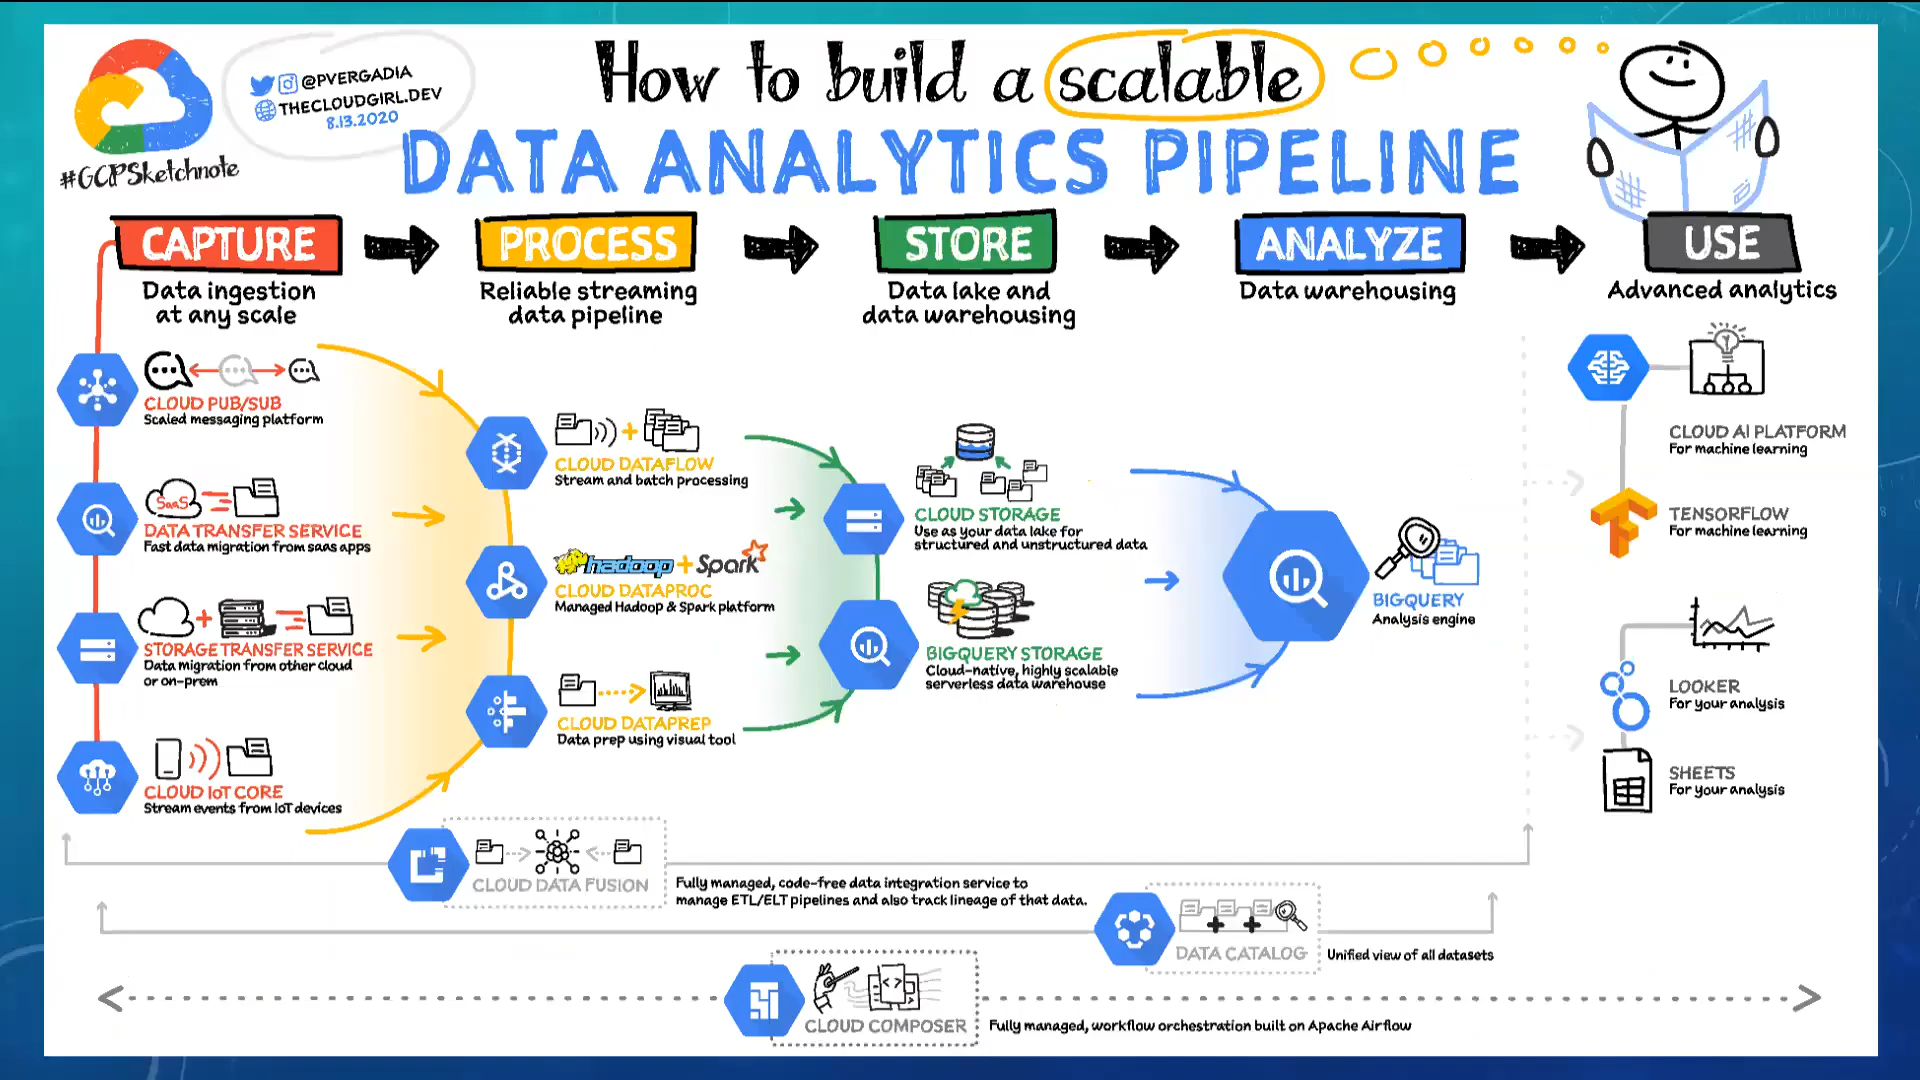 @PVERGADIA
THECLOUDGIRL.DEV
8.13.2020
#GCPSketchnote
How to build a scalable
DATA ANALYTICS PIPELINE
CAPTURE
Data ingestion
at any scale
PROCESS
Reliable streaming
data pipeline
STORE
Data lake and
data warehousing
ANALYZE
Data warehousing
USE
Advanced analytics
CLOUD PUB/SUB
Scaled messaging platform
SaaS
DATA TRANSFER SERVICE
Fast data migration from saas apps
STORAGE TRANSFER SERVICE
Data migration from other cloud
or on-prem
CLOUD IoT CORE
Stream events from IoT devices
CLOUD DATAFLOW
Stream and batch processing
hadoop + Spark
CLOUD DATAPROC
Managed Hadoop & Spark platform
CLOUD DATAPREP
Data prep using visual tool
CLOUD STORAGE
Use as your data lake for
structured and unstructured data
BIGQUERY STORAGE
Cloud-native, highly scalable
serverless data warehouse
BIGQUERY
Analysis engine
CLOUD AI PLATFORM
For machine learning
TENSORFLOW
For machine learning
LOOKER
For your analysis
SHEETS
For your analysis
CLOUD DATA FUSION
Fully managed, code-free data integration service to
manage ETL/ELT pipelines and also track lineage of that data.
DATA CATALOG
Unified view of all datasets
CLOUD COMPOSER
Fully managed, workflow orchestration built on Apache Airflow